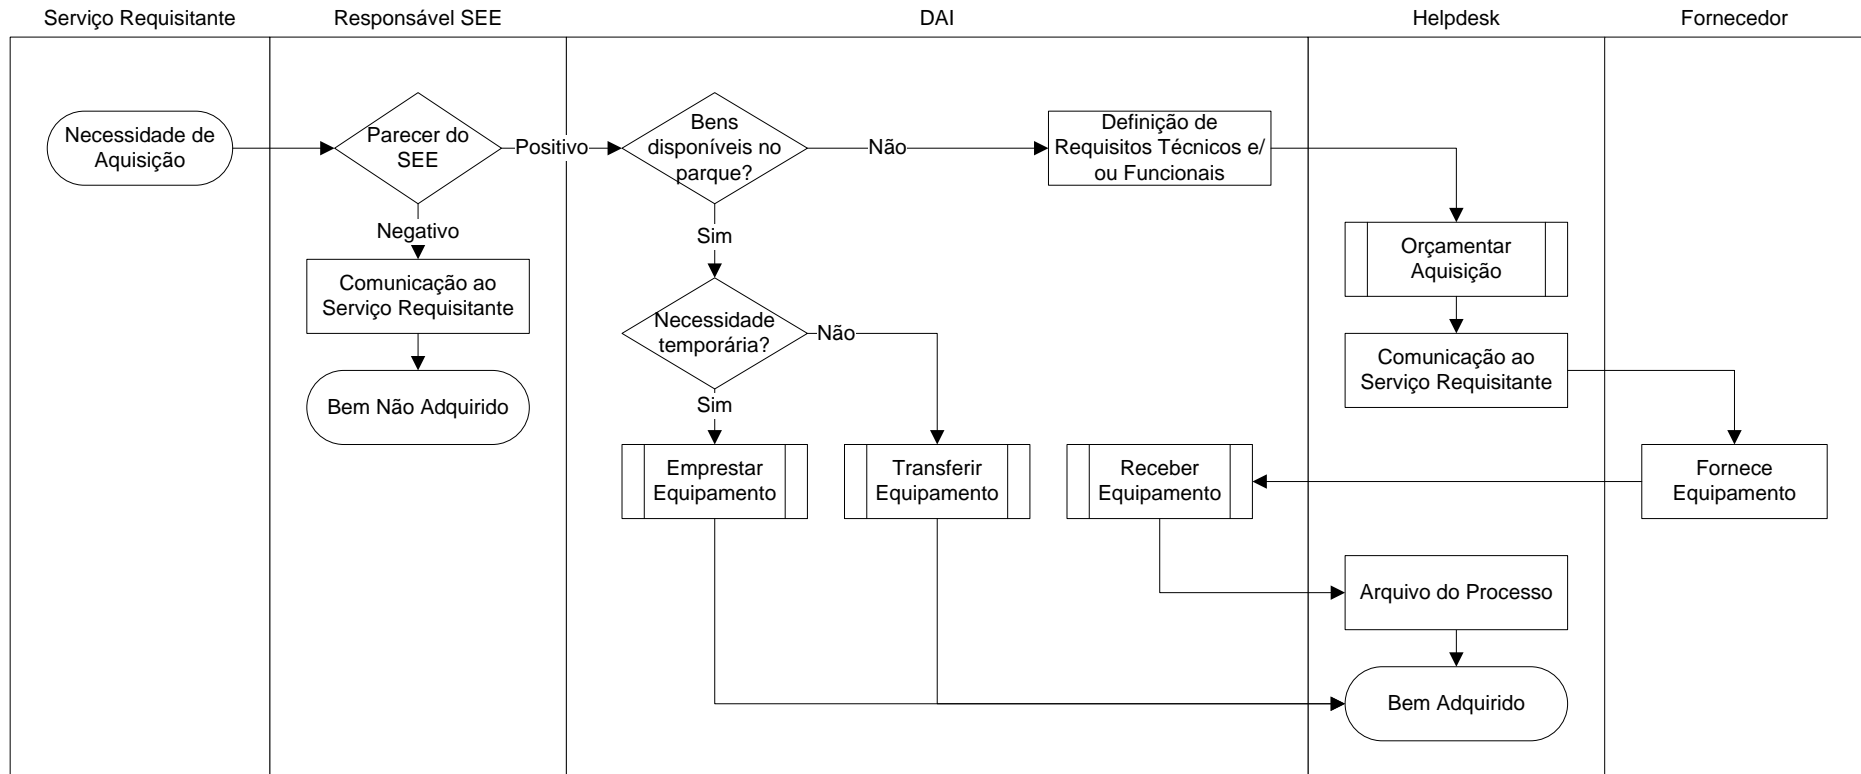 Serviço Requisitante
Responsável SEE
DAI
Helpdesk
Fornecedor
Necessidade de
Aquisição
Parecer do
SEE
Positivo
Bens
disponíveis no
parque?
Não
Definição de
Requisitos Técnicos e/
ou Funcionais
Negativo
Sim
Orçamentar
Aquisição
Comunicação ao
Serviço Requisitante
Necessidade
temporária?
Não
Comunicação ao
Serviço Requisitante
Bem Não Adquirido
Sim
Emprestar
Equipamento
Transferir
Equipamento
Receber
Equipamento
Fornece
Equipamento
Arquivo do Processo
Bem Adquirido